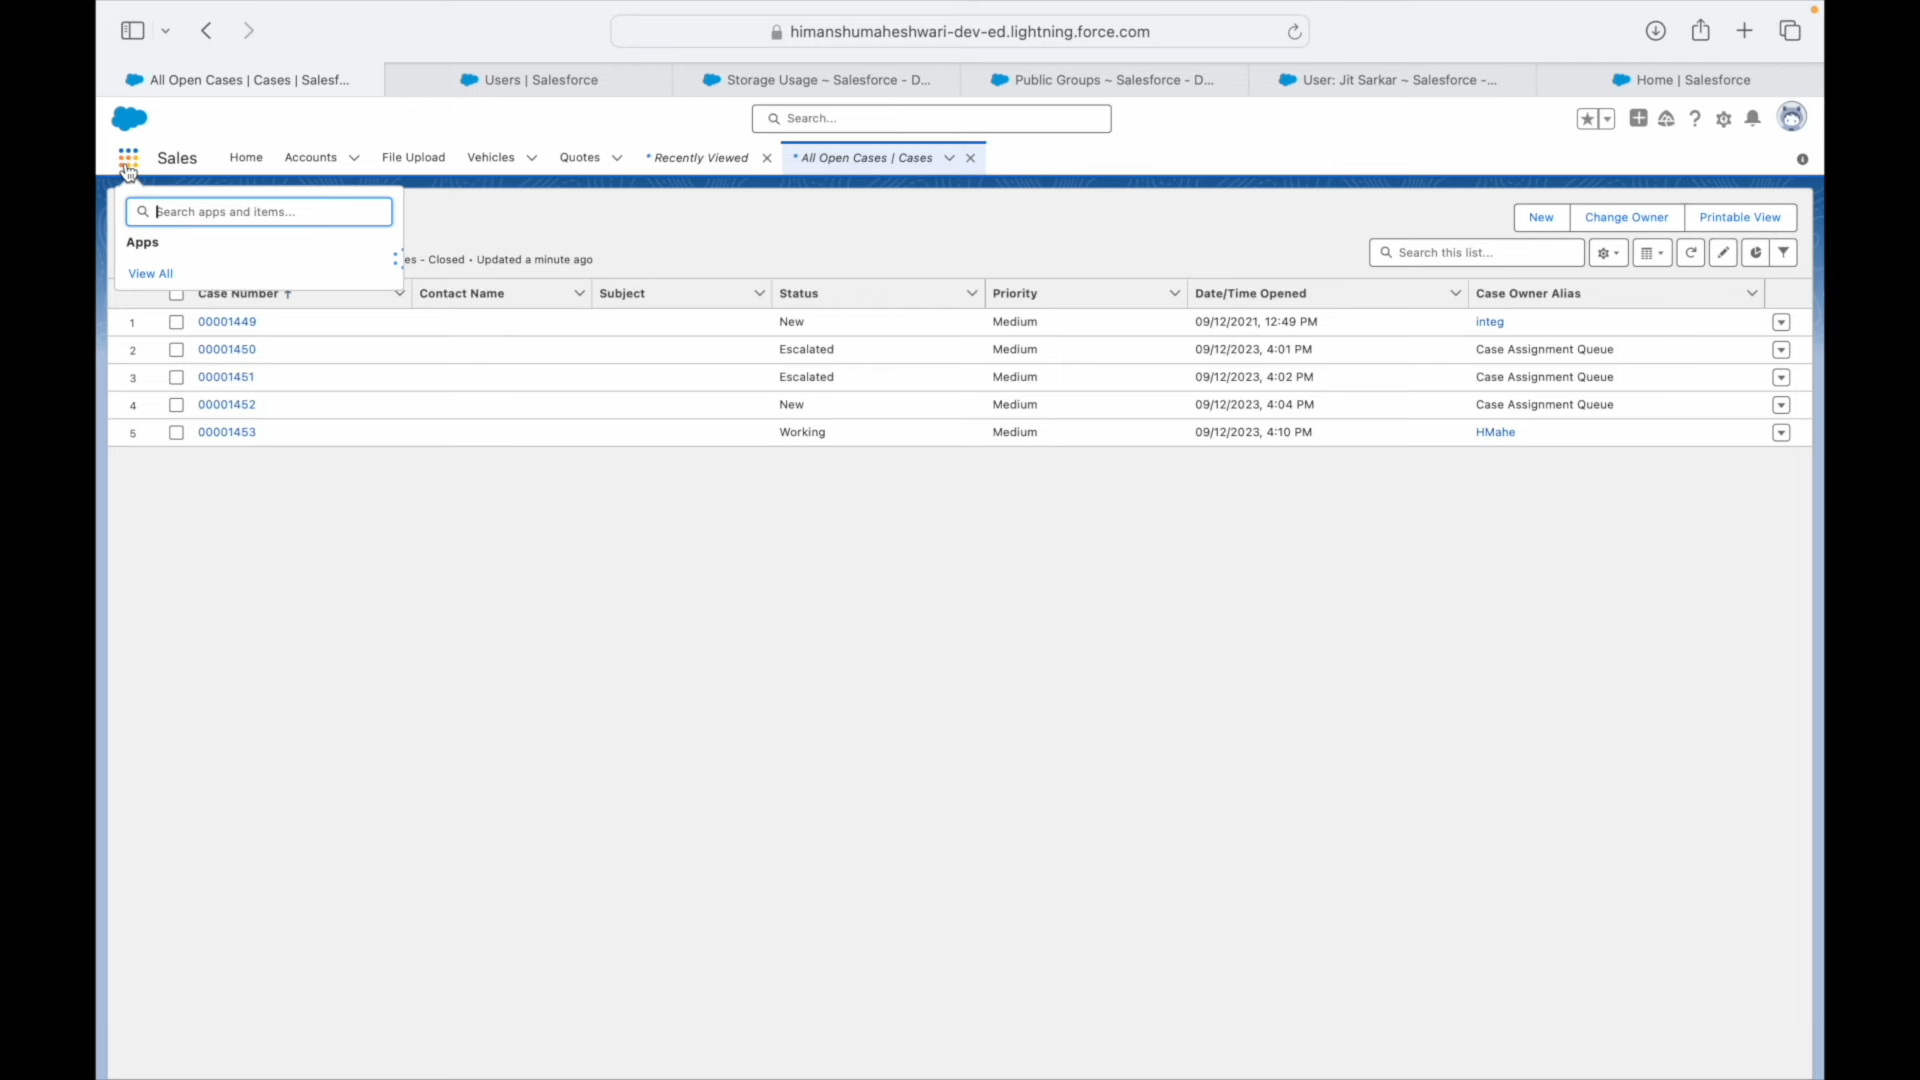 himanshumaheshwari-dev-ed.lightning.force.com
All Open Cases | Cases | Salesf...
Users | Salesforce
Storage Usage ~ Salesforce - D...
Public Groups ~ Salesforce - D...
User: Jit Sarkar ~ Salesforce -...
Home | Salesforce
Search...
Sales Home Accounts File Upload Vehicles Quotes * Recently Viewed * All Open Cases | Cases
Search apps and items...
New Change Owner Printable View
Apps
Search this list...
es - Closed • Updated a minute ago
View All
Case Number ↑ Contact Name Subject Status Priority Date/Time Opened Case Owner Alias
1 00001449 New Medium 09/12/2021, 12:49 PM integ
2 00001450 Escalated Medium 09/12/2023, 4:01 PM Case Assignment Queue
3 00001451 Escalated Medium 09/12/2023, 4:02 PM Case Assignment Queue
4 00001452 New Medium 09/12/2023, 4:04 PM Case Assignment Queue
5 00001453 Working Medium 09/12/2023, 4:10 PM HMahe